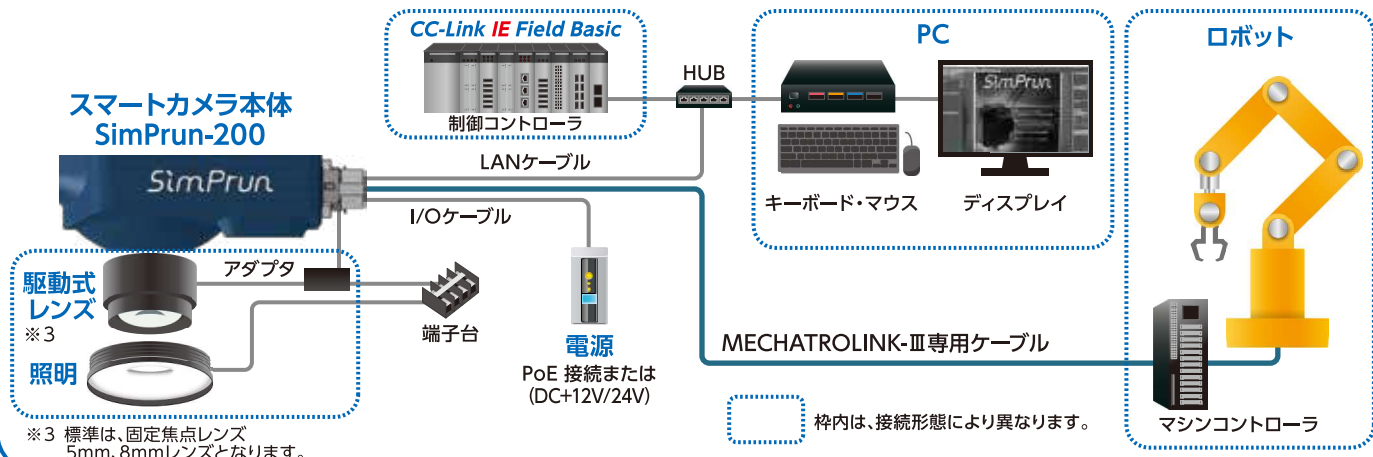 CC-Link IE Field Basic
制御コントローラ
HUB
PC
SimPrun
キーボード・マウス
ディスプレイ
ロボット
スマートカメラ本体
SimPrun-200
SimPrun
LANケーブル
I/Oケーブル
アダプタ
駆動式
レンズ
※3
照明
端子台
電源
PoE 接続または
(DC+12V/24V)
MECHATROLINK-Ⅲ専用ケーブル
マシンコントローラ
枠内は、接続形態により異なります。
※3 標準は、固定焦点レンズ
5mm、8mmレンズとなります。